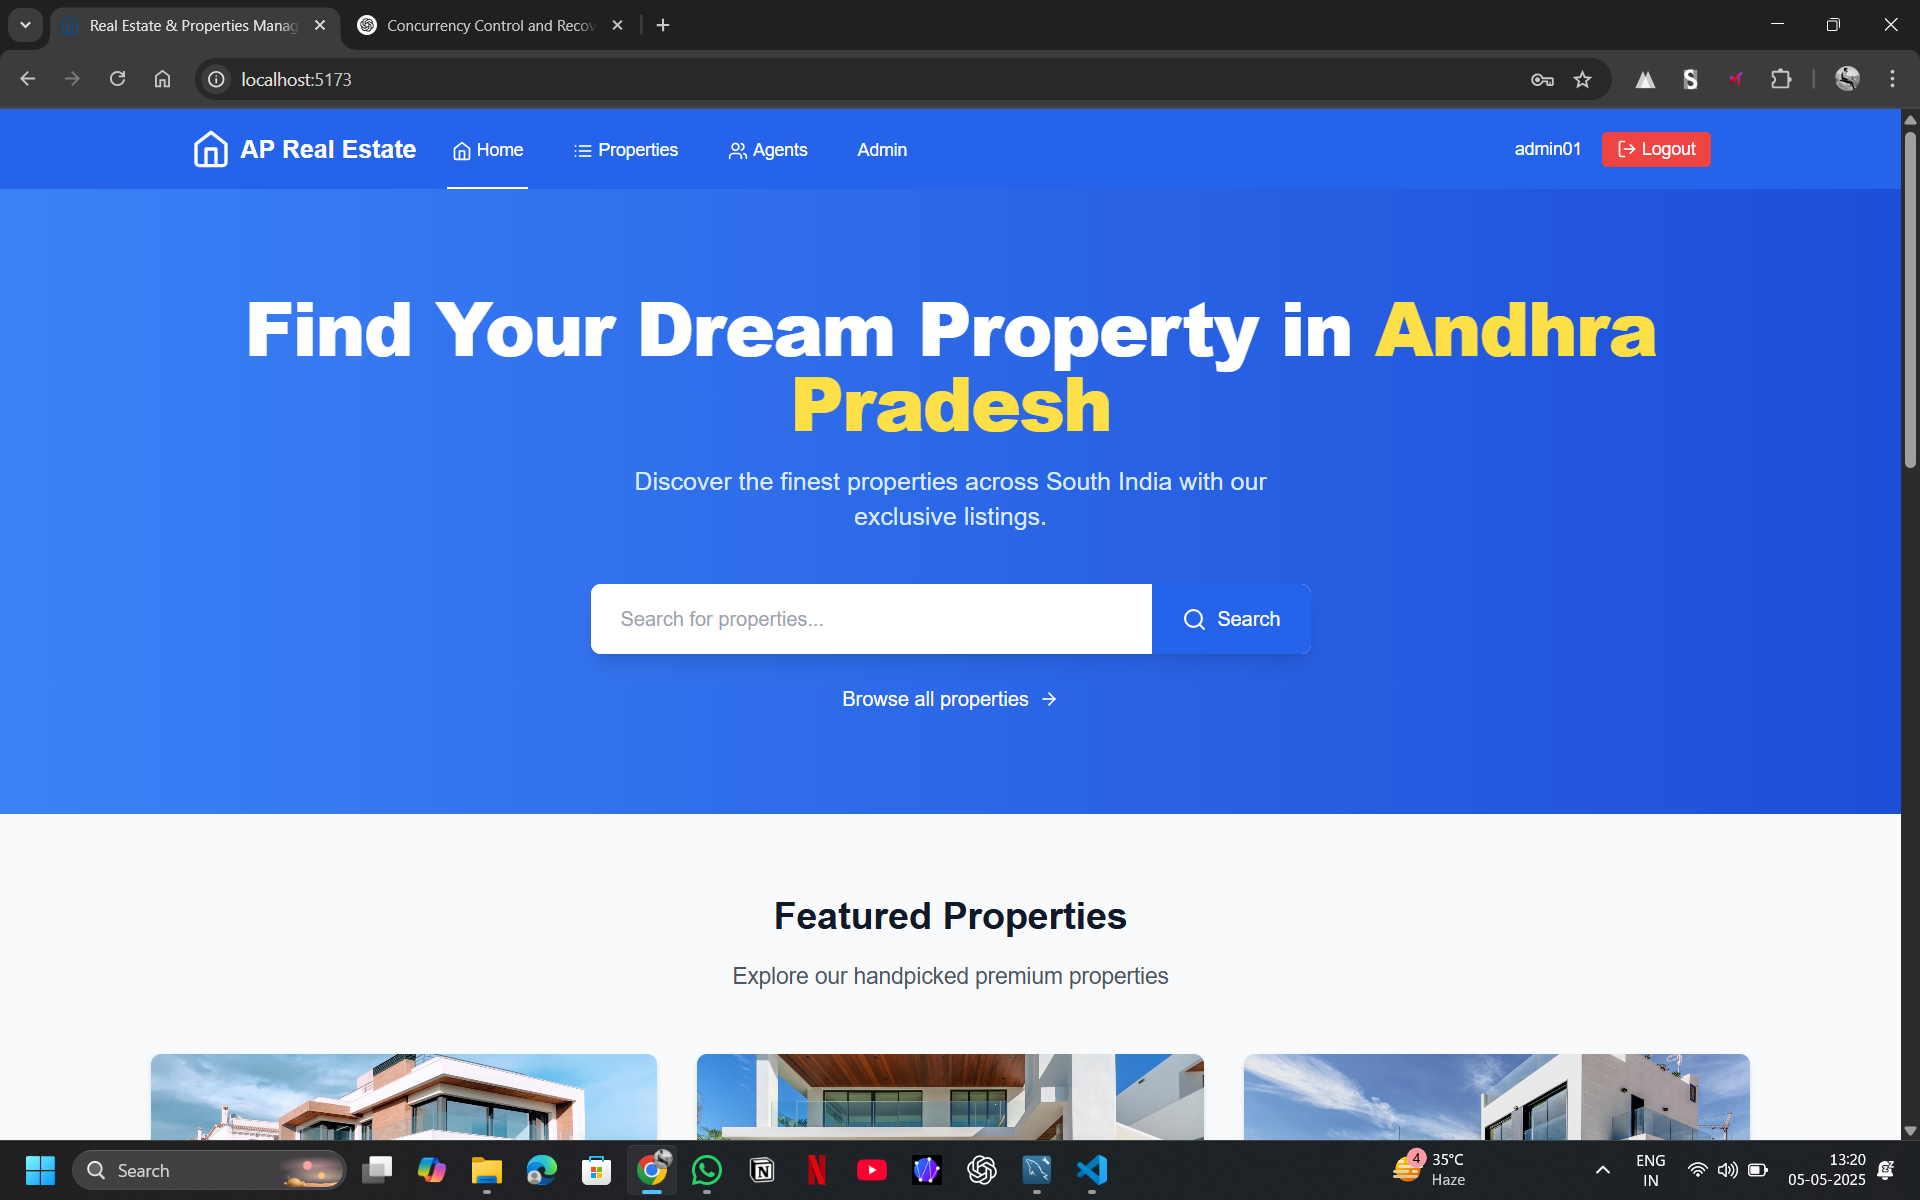 Real Estate & Properties Manag
Concurrency Control and Recov
localhost:5173
AP Real Estate
Home
Properties
Agents
Admin
admin01
Logout
Find Your Dream Property in Andhra
Pradesh
Discover the finest properties across South India with our
exclusive listings.
Search for properties...
Search
Browse all properties
Featured Properties
Explore our handpicked premium properties
Search
4
35°C
Haze
ENG
IN
13:20
05-05-2025